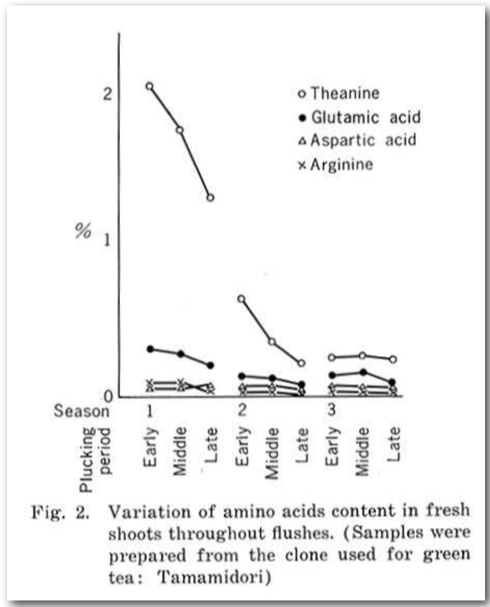 2
1
0
%
o Theanine
● Glutamic acid
△ Aspartic acid
× Arginine
Season 1 2 3
Plucking period
Early Middle Late Early Middle Late Early Middle Late
Fig. 2. Variation of amino acids content in fresh
shoots throughout flushes. (Samples were
prepared from the clone used for green
tea: Tamamidori)